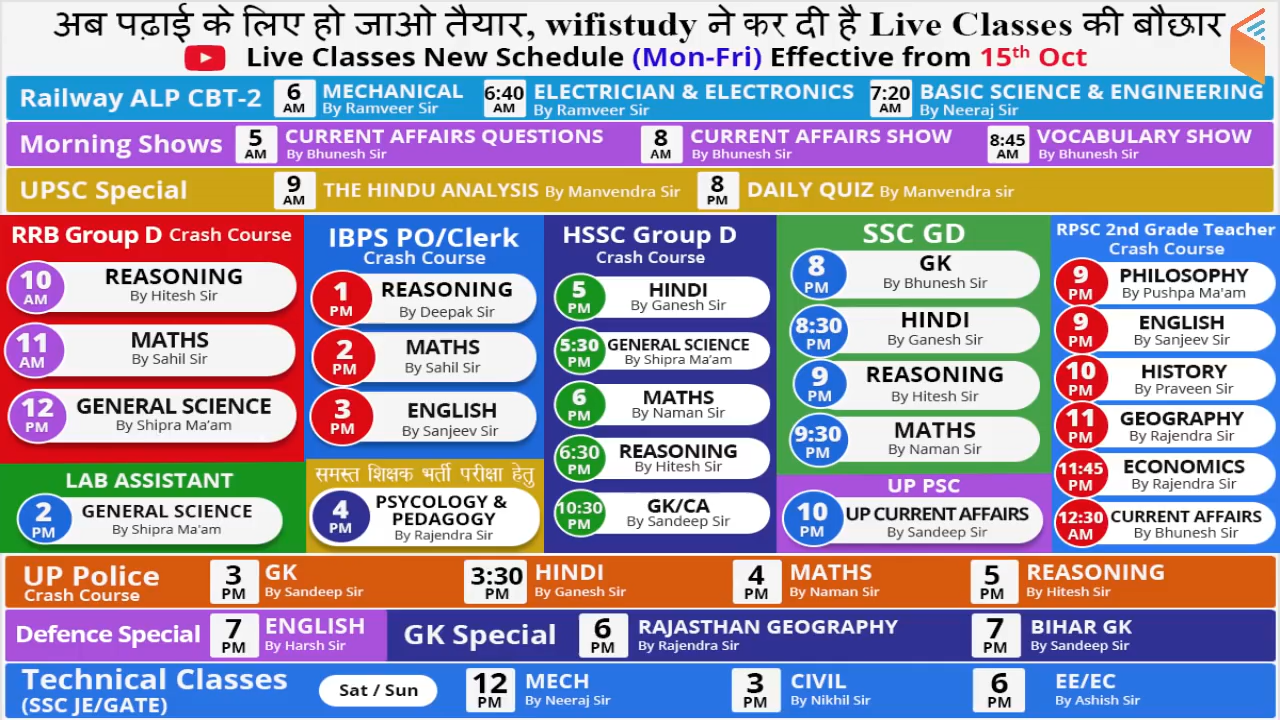 अब पढ़ाई के लिए हो जाओ तैयार, wifistudy ने कर दी है Live Classes की बौछार
Live Classes New Schedule (Mon-Fri) Effective from 15th Oct
Railway ALP CBT-2
6 AM MECHANICAL By Ramveer Sir
6:40 AM ELECTRICIAN & ELECTRONICS By Ramveer Sir
7:20 AM BASIC SCIENCE & ENGINEERING By Neeraj Sir
Morning Shows
5 AM CURRENT AFFAIRS QUESTIONS By Bhunesh Sir
8 AM CURRENT AFFAIRS SHOW By Bhunesh Sir
8:45 AM VOCABULARY SHOW By Bhunesh Sir
UPSC Special
9 AM THE HINDU ANALYSIS By Manvendra Sir
8 PM DAILY QUIZ By Manvendra sir
RRB Group D Crash Course
10 AM REASONING By Hitesh Sir
11 AM MATHS By Sahil Sir
12 PM GENERAL SCIENCE By Shipra Ma'am
LAB ASSISTANT
2 PM GENERAL SCIENCE By Shipra Ma'am
IBPS PO/Clerk
Crash Course
1 PM REASONING By Deepak Sir
2 PM MATHS By Sahil Sir
3 PM ENGLISH By Sanjeev Sir
समस्त शिक्षक भर्ती परीक्षा हेतु
4 PM PSYCOLOGY & PEDAGOGY By Rajendra Sir
HSSC Group D
Crash Course
5 PM HINDI By Ganesh Sir
5:30 PM GENERAL SCIENCE By Shipra Ma'am
6 PM MATHS By Naman Sir
6:30 PM REASONING By Hitesh Sir
10:30 PM GK/CA By Sandeep Sir
SSC GD
8 PM GK By Bhunesh Sir
8:30 PM HINDI By Ganesh Sir
9 PM REASONING By Hitesh Sir
9:30 PM MATHS By Naman Sir
UP PSC
10 PM UP CURRENT AFFAIRS By Sandeep Sir
RPSC 2nd Grade Teacher
Crash Course
9 PM PHILOSOPHY By Pushpa Ma'am
9 PM ENGLISH By Sanjeev Sir
10 PM HISTORY By Praveen Sir
11 PM GEOGRAPHY By Rajendra Sir
11:45 PM ECONOMICS By Rajendra Sir
12:30 AM CURRENT AFFAIRS By Bhunesh Sir
UP Police
Crash Course
3 PM GK By Sandeep Sir
3:30 PM HINDI By Ganesh Sir
4 PM MATHS By Naman Sir
5 PM REASONING By Hitesh Sir
Defence Special
7 PM ENGLISH By Harsh Sir
GK Special
6 PM RAJASTHAN GEOGRAPHY By Rajendra Sir
7 PM BIHAR GK By Sandeep Sir
Technical Classes
(SSC JE/GATE)
Sat / Sun
12 PM MECH By Neeraj Sir
3 PM CIVIL By Nikhil Sir
6 PM EE/EC By Ashish Sir